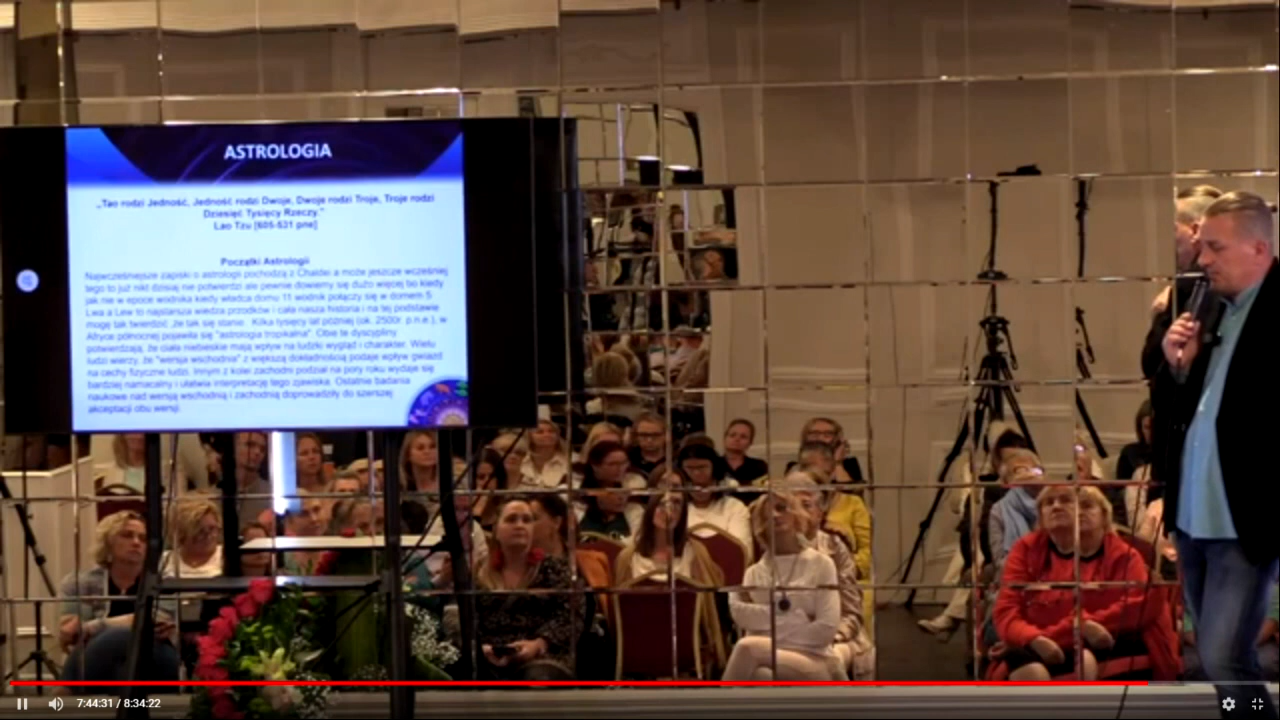 ASTROLOGIA
„Tao rodzi Jedność, Jedność rodzi Dwoje, Dwoje rodzi Troje, Troje rodzi
Dziesięć Tysięcy Rzeczy."
Lao Tzu [605-531 pne]
Początki Astrologii
Najwcześniejsze zapiski o astrologii pochodzą z Chaldei a może jeszcze wcześniej
tego to już nikt dzisiaj nie potwierdzi ale pewnie dowiemy się dużo więcej bo kiedy
jak nie w epoce wodnika kiedy władca domu 11 wodnik połączy się w domem 5
Lwa a Lew to najstarsza wiedza przodków i cała nasza historia i na tej podstawie
mogę tak twierdzić ,że tak się stanie . Kilka tysięcy lat później (ok. 2500r. p.n.e.), w
Afryce północnej pojawiła się "astrologia tropikalna". Obie te dyscypliny
potwierdzają, że ciała niebieskie mają wpływ na ludzki wygląd i charakter. Wielu
ludzi wierzy, że "wersja wschodnia" z większą dokładnością podaje wpływ gwiazd
na cechy fizyczne ludzi. Innym z kolei zachodni podział na pory roku wydaje się
bardziej namacalny i ułatwia interpretację tego zjawiska. Ostatnie badania
naukowe nad wersją wschodnią i zachodnią doprowadziły do szerszej
akceptacji obu wersji.
7:44:31 / 8:34:22